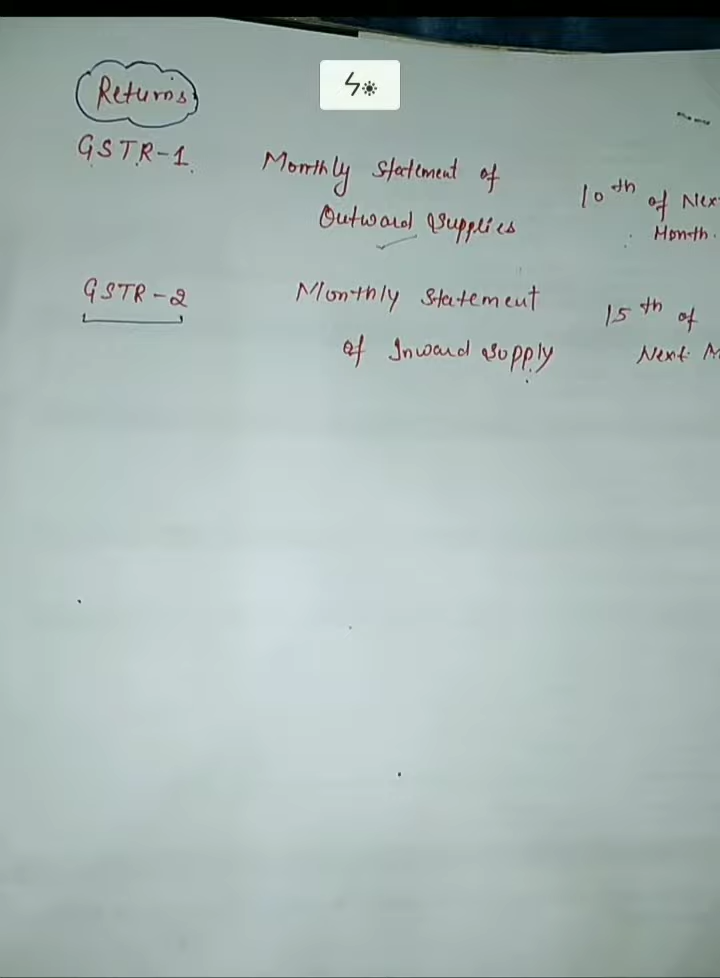 Returns
GSTR-1 Monthly Statement of 10th of Nex
Outward Supplies Month.
GSTR-2 Monthly Statement 15th of
of Inward Supply Next M